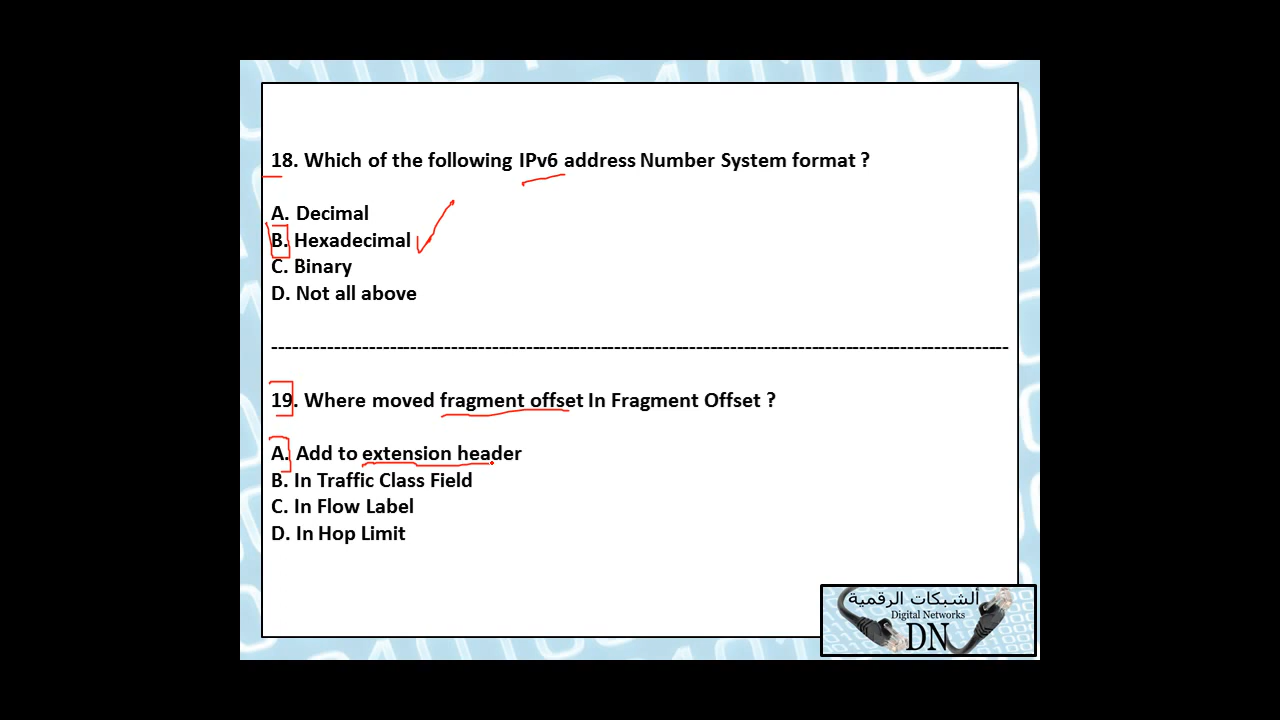 18. Which of the following IPv6 address Number System format ?
A. Decimal
B. Hexadecimal
C. Binary
D. Not all above
--------------------------------------------------------------------------------------------------------
19. Where moved fragment offset In Fragment Offset ?
A. Add to extension header
B. In Traffic Class Field
C. In Flow Label
D. In Hop Limit
ألشبكات الرقمية
Digital Networks
DN